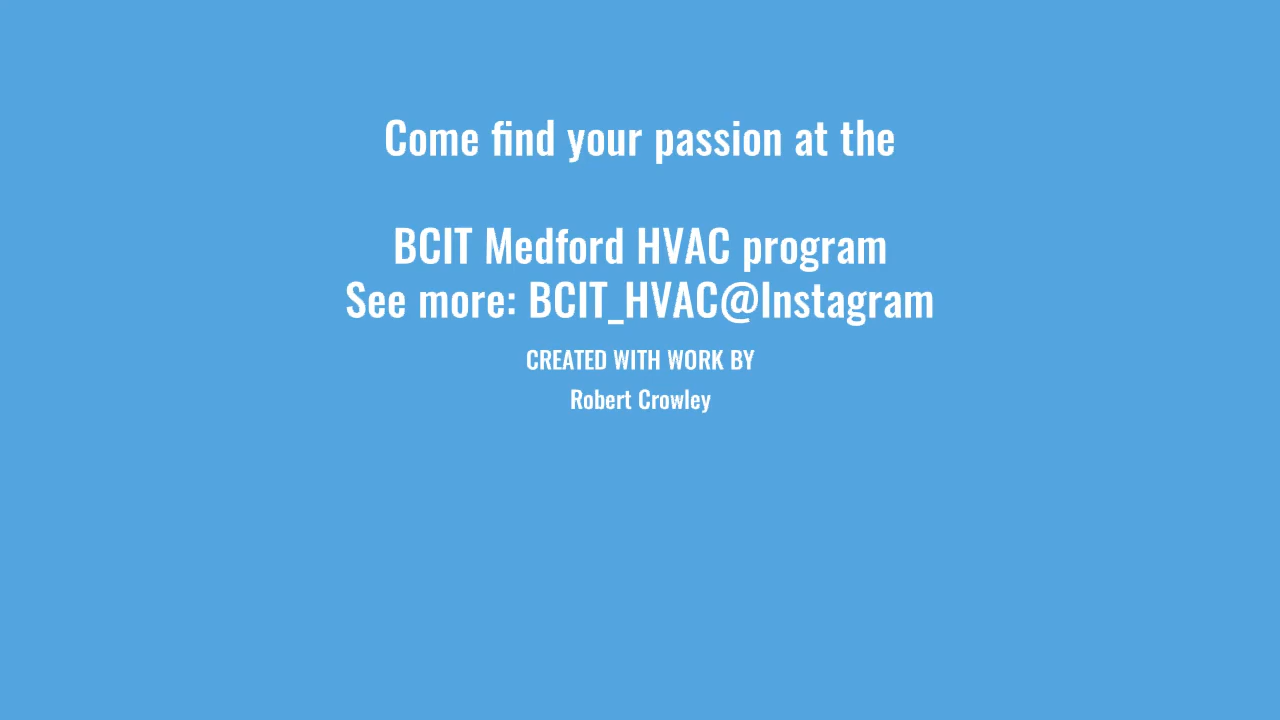 Come find your passion at the
BCIT Medford HVAC program
See more: BCIT_HVAC@Instagram
CREATED WITH WORK BY
Robert Crowley